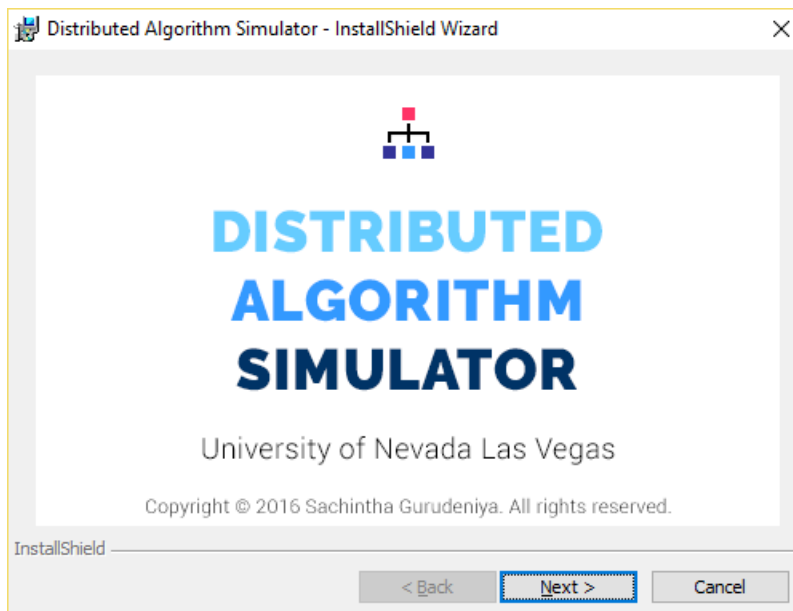 Distributed Algorithm Simulator - InstallShield Wizard
DISTRIBUTED
ALGORITHM
SIMULATOR
University of Nevada Las Vegas
Copyright © 2016 Sachintha Gurudeniya. All rights reserved.
InstallShield
< Back Next > Cancel